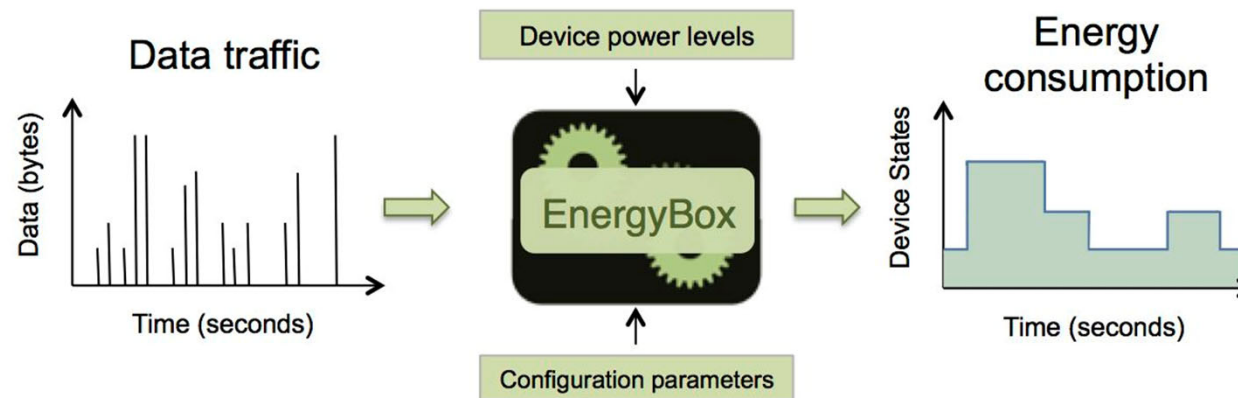 Data traffic
Data (bytes)
Time (seconds)
Device power levels
EnergyBox
Configuration parameters
Energy
consumption
Device States
Time (seconds)